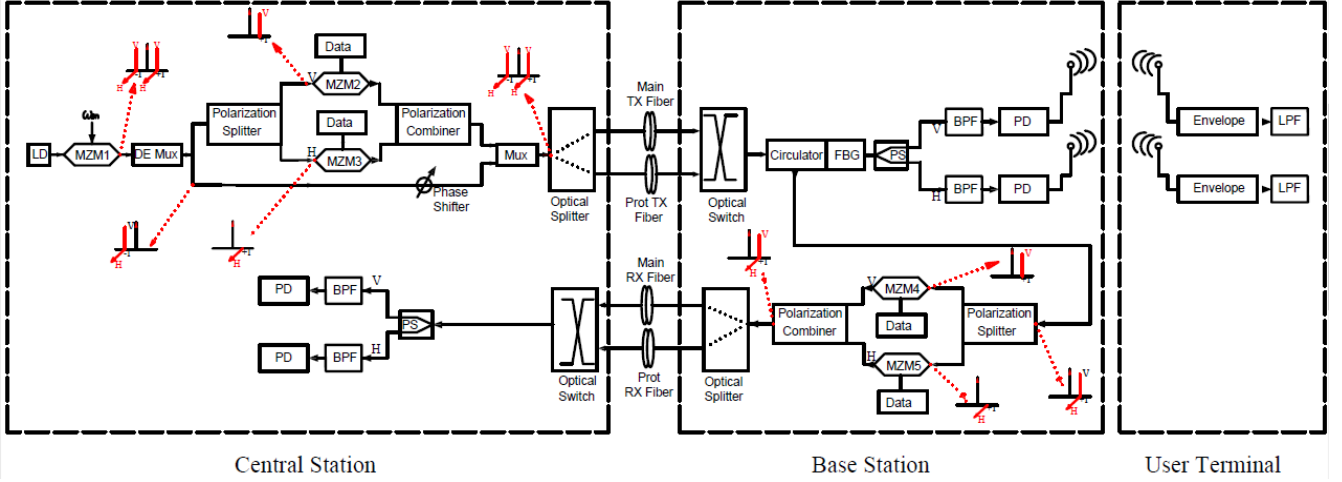 V
Data
V
MZM2
V V
H -r +r
ωm
LD
MZM1
DE Mux
Polarization
Splitter
Data
H
MZM3
Polarization
Combiner
Phase
Shifter
V V
H -r +r
Mux
Optical
Splitter
Main
TX Fiber
Prot TX
Fiber
Optical
Switch
Circulator
FBG
PS
V
BPF
PD
H
BPF
PD
Envelope
LPF
Envelope
LPF
V
H -r
+r
H
PD
BPF
V
PD
BPF
H
PS
Optical
Switch
Main
RX Fiber
Prot
RX Fiber
Optical
Splitter
V
H +r
Polarization
Combiner
V
MZM4
Data
H
MZM5
Data
V
+r
Polarization
Splitter
H +r
V
H +r
Central Station
Base Station
User Terminal